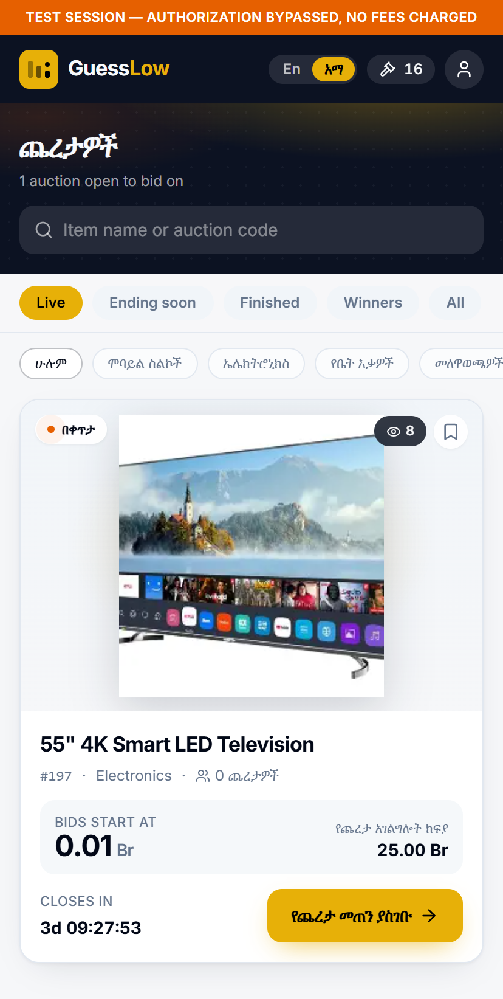 TEST SESSION — AUTHORIZATION BYPASSED, NO FEES CHARGED
GuessLow
En
አማ
16
ጨረታዎች
1 auction open to bid on
Item name or auction code
Live
Ending soon
Finished
Winners
All
ሁሉም
ሞባይል ስልኮች
ኤሌክትሮኒክስ
የቤት እቃዎች
መለዋወጫዎች
በቀጥታ
8
55" 4K Smart LED Television
#197 · Electronics · 0 ጨረታዎች
BIDS START AT
0.01 Br
የጨረታ አገልግሎት ክፍያ
25.00 Br
CLOSES IN
3d 09:27:53
የጨረታ መጠን ያስገቡ